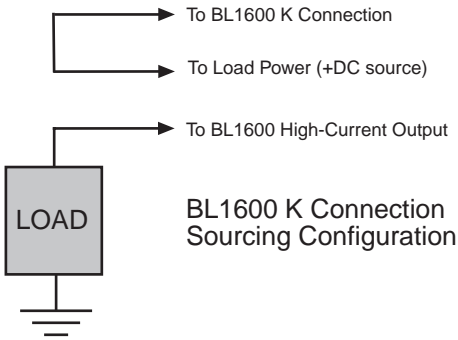 To BL1600 K Connection
To Load Power (+DC source)
To BL1600 High-Current Output
LOAD
BL1600 K Connection
Sourcing Configuration